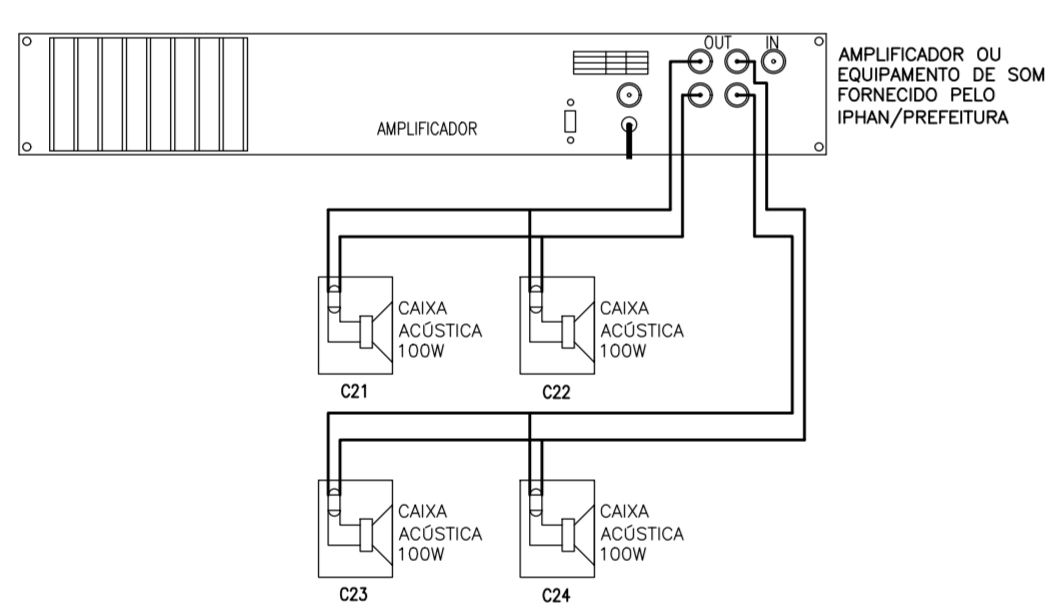 OUT
IN
AMPLIFICADOR OU
EQUIPAMENTO DE SOM
FORNECIDO PELO
IPHAN/PREFEITURA
AMPLIFICADOR
CAIXA
ACÚSTICA
100W
C21
CAIXA
ACÚSTICA
100W
C22
CAIXA
ACÚSTICA
100W
C23
CAIXA
ACÚSTICA
100W
C24